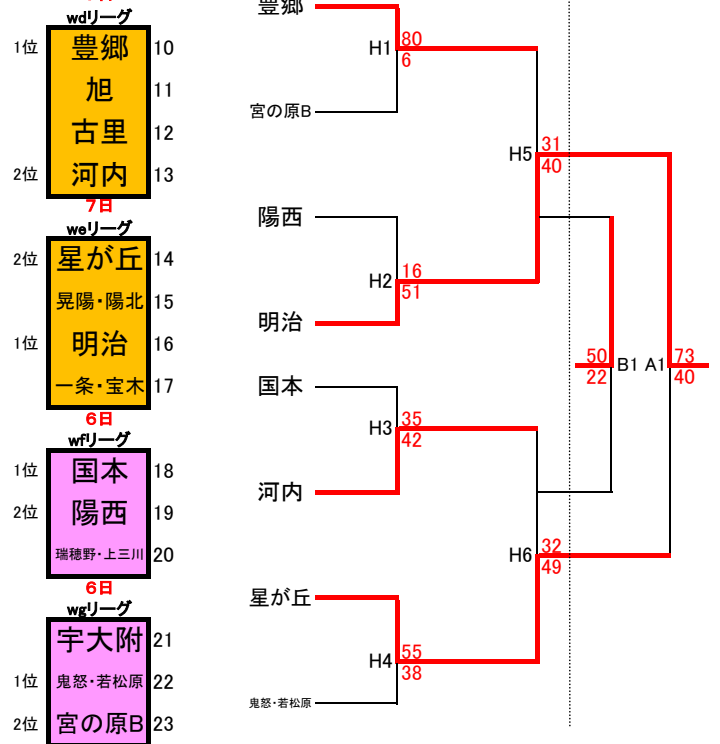 wdリーグ
1位 豊郷 10
旭 11
古里 12
2位 河内 13
7日
weリーグ
2位 星が丘 14
晃陽・陽北 15
1位 明治 16
一条・宝木 17
6日
wfリーグ
1位 国本 18
2位 陽西 19
瑞穂野・上三川 20
6日
wgリーグ
宇大附 21
1位 鬼怒・若松原 22
2位 宮の原B 23
豊郷
H1 80
6
宮の原B
H5 31
40
陽西
H2 16
51
明治
50 B1 A1 73
22 40
国本
H3 35
42
河内
H6 32
49
星が丘
H4 55
38
鬼怒・若松原